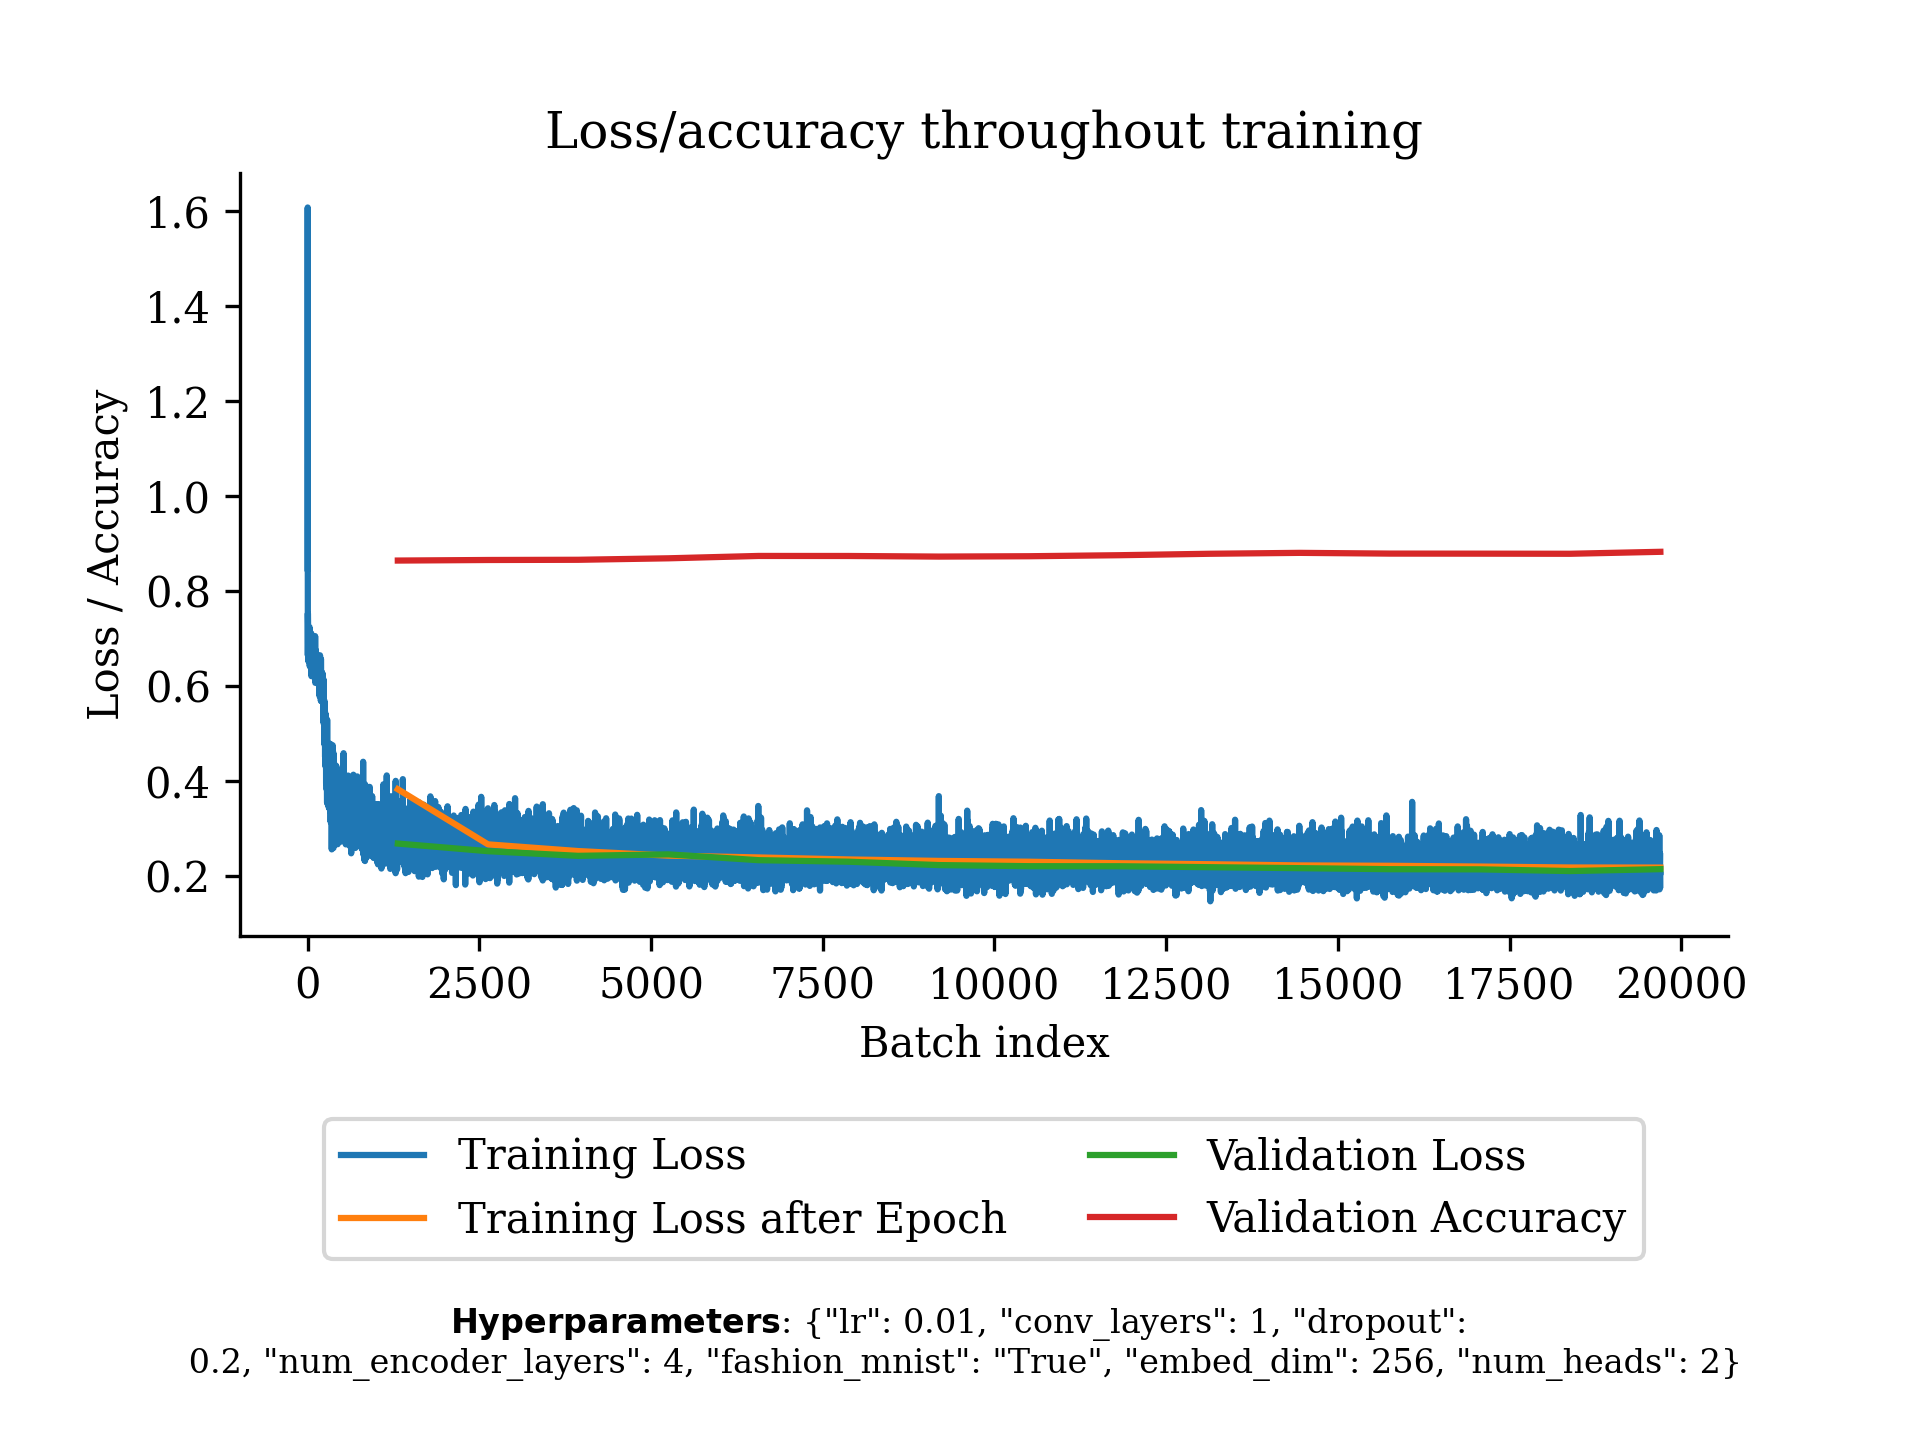 Loss/accuracy throughout training
1.6
1.4
1.2
1.0
0.8
0.6
0.4
0.2
Loss / Accuracy
0 2500 5000 7500 10000 12500 15000 17500 20000
Batch index
Training Loss
Training Loss after Epoch
Validation Loss
Validation Accuracy
Hyperparameters: {"lr": 0.01, "conv_layers": 1, "dropout":
0.2, "num_encoder_layers": 4, "fashion_mnist": "True", "embed_dim": 256, "num_heads": 2}